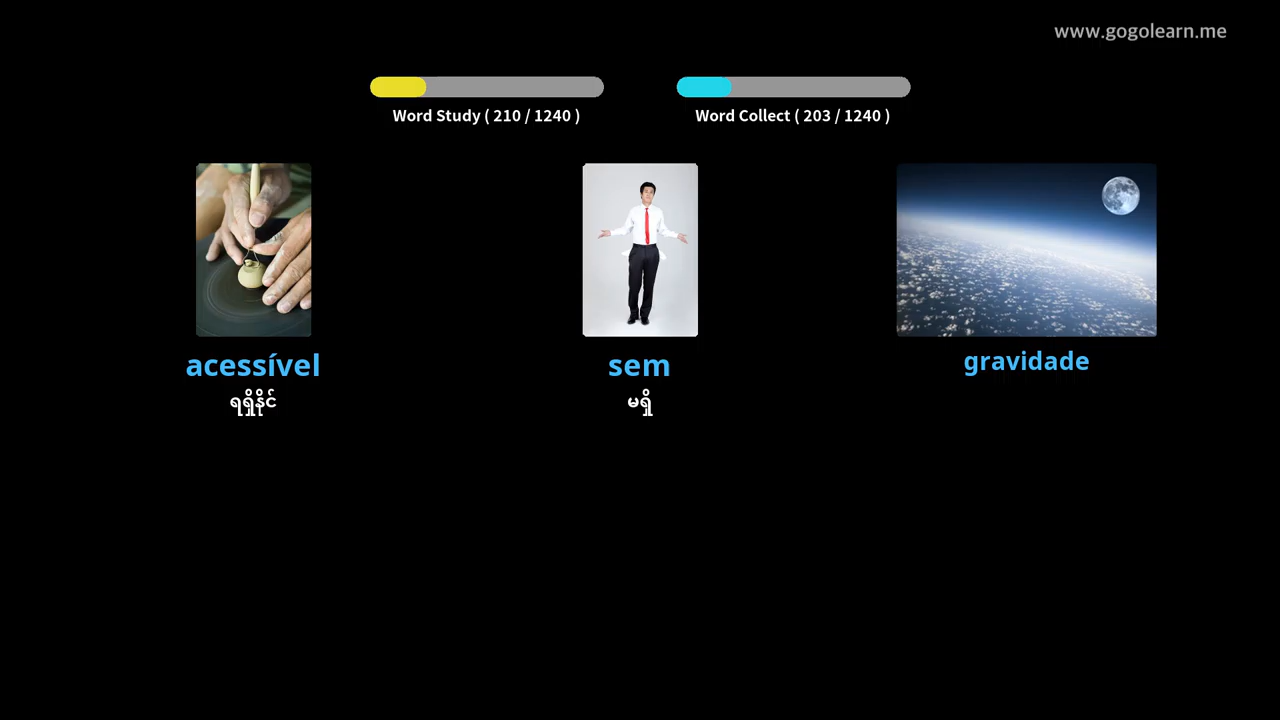 www.gogolearn.me
Word Study ( 210 / 1240 )
Word Collect ( 203 / 1240 )
acessível
ရရှိနိုင်
sem
မရှိ
gravidade